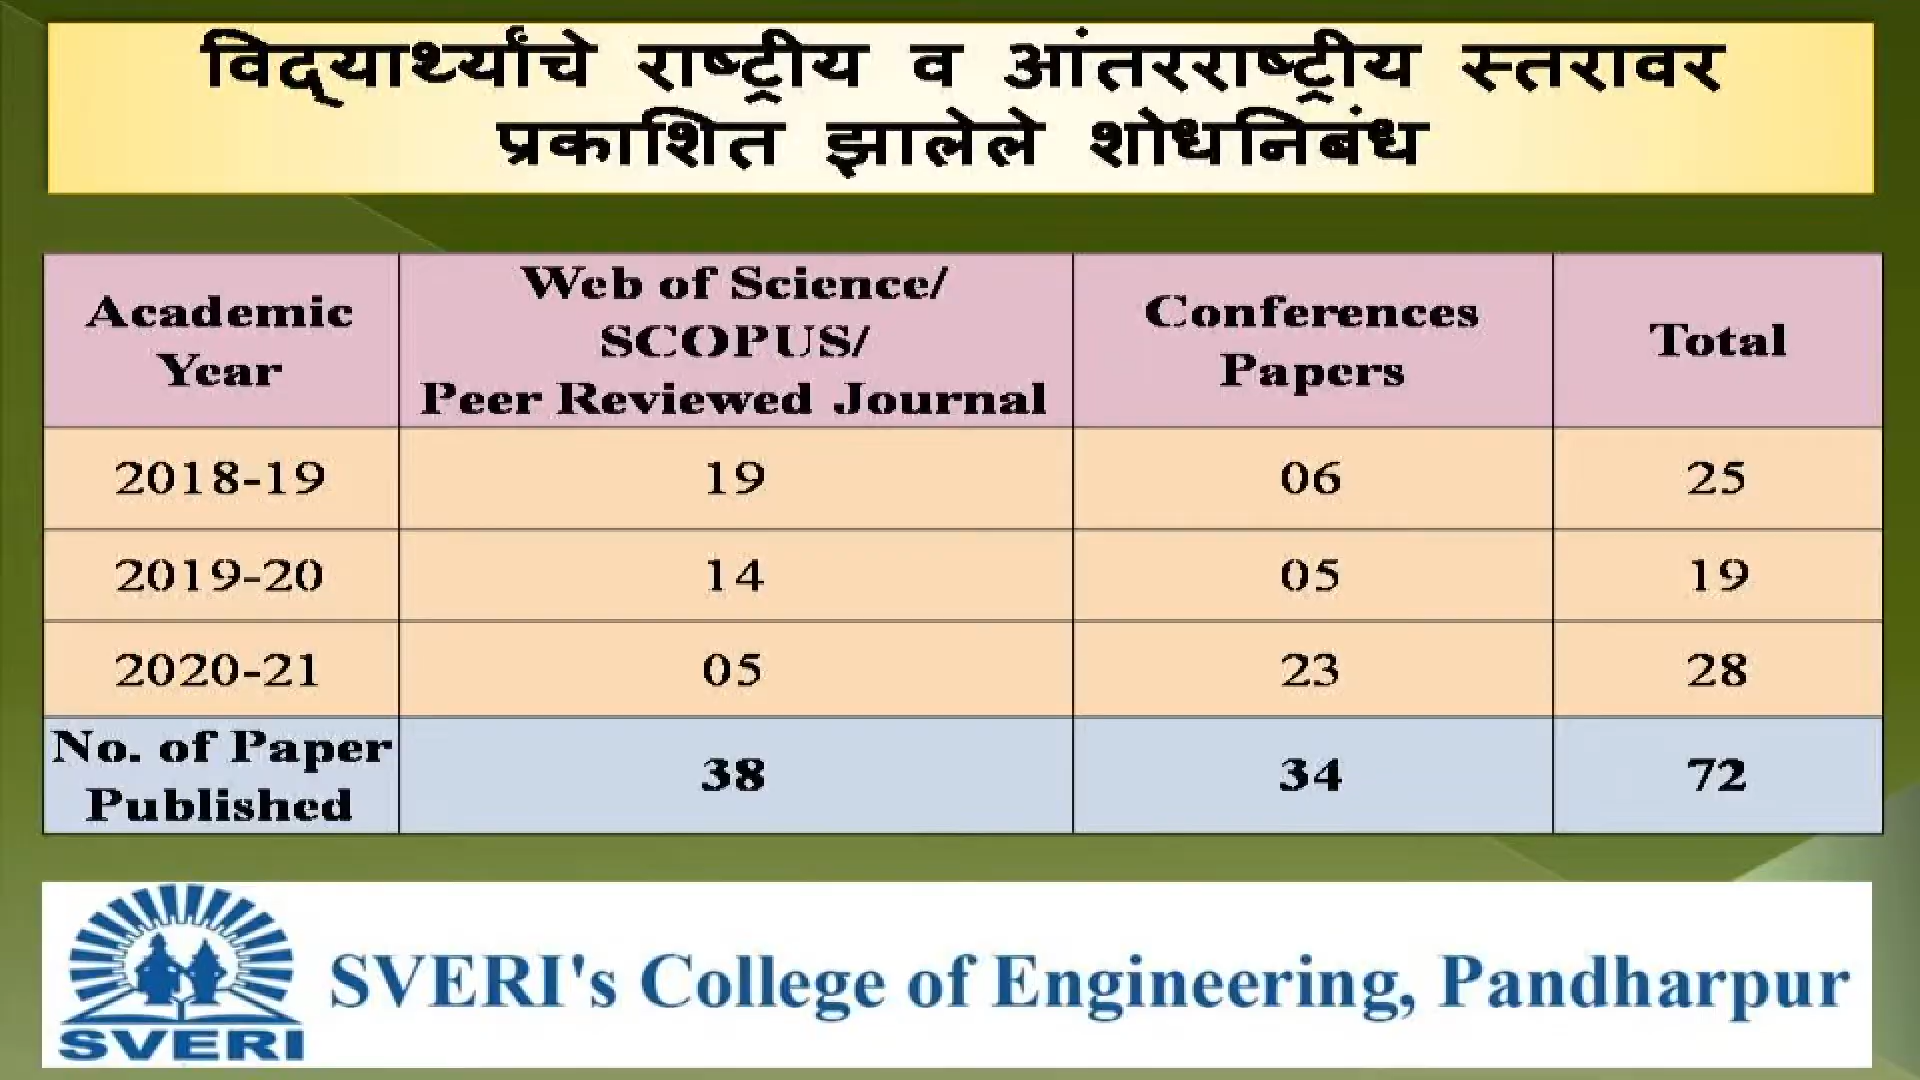 विद्यार्थ्यांचे राष्ट्रीय व आंतरराष्ट्रीय स्तरावर
प्रकाशित झालेले शोधनिबंध
Academic Year
Web of Science/ SCOPUS/ Peer Reviewed Journal
Conferences Papers
Total
2018-19 19 06 25
2019-20 14 05 19
2020-21 05 23 28
No. of Paper Published 38 34 72
SVERI
SVERI's College of Engineering, Pandharpur